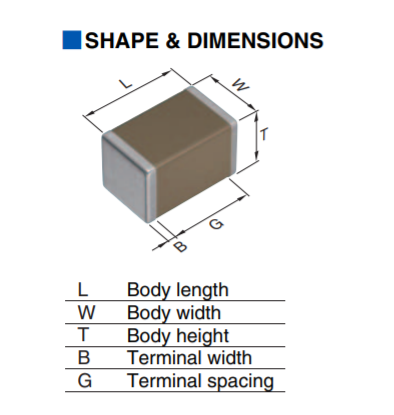 SHAPE & DIMENSIONS
L
W
T
G
B
L Body length
W Body width
T Body height
B Terminal width
G Terminal spacing